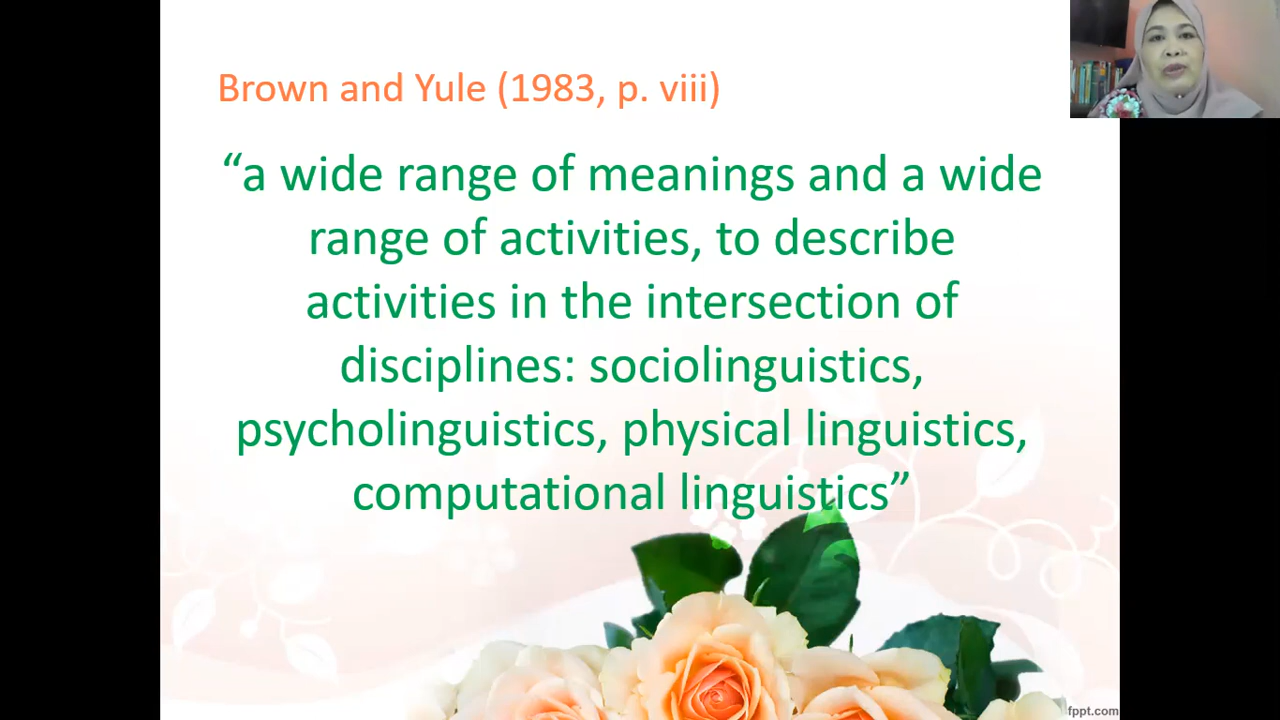 Brown and Yule (1983, p. viii)
“a wide range of meanings and a wide
range of activities, to describe
activities in the intersection of
disciplines: sociolinguistics,
psycholinguistics, physical linguistics,
computational linguistics”
fppt.com